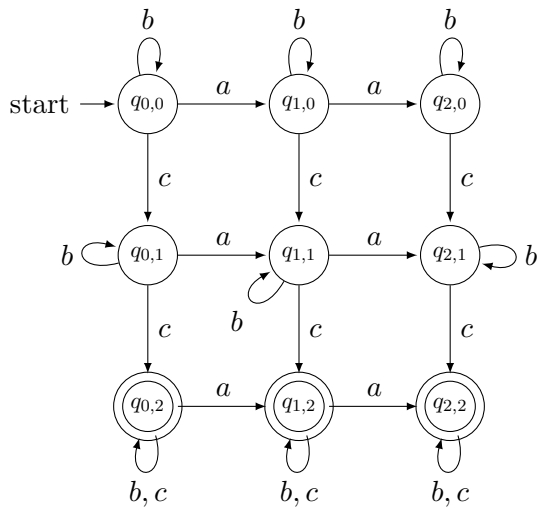 b b b
start q0,0 a q1,0 a q2,0
c c c
b q0,1 a q1,1 a q2,1 b
b
c c c
q0,2 a q1,2 a q2,2
b, c b, c b, c